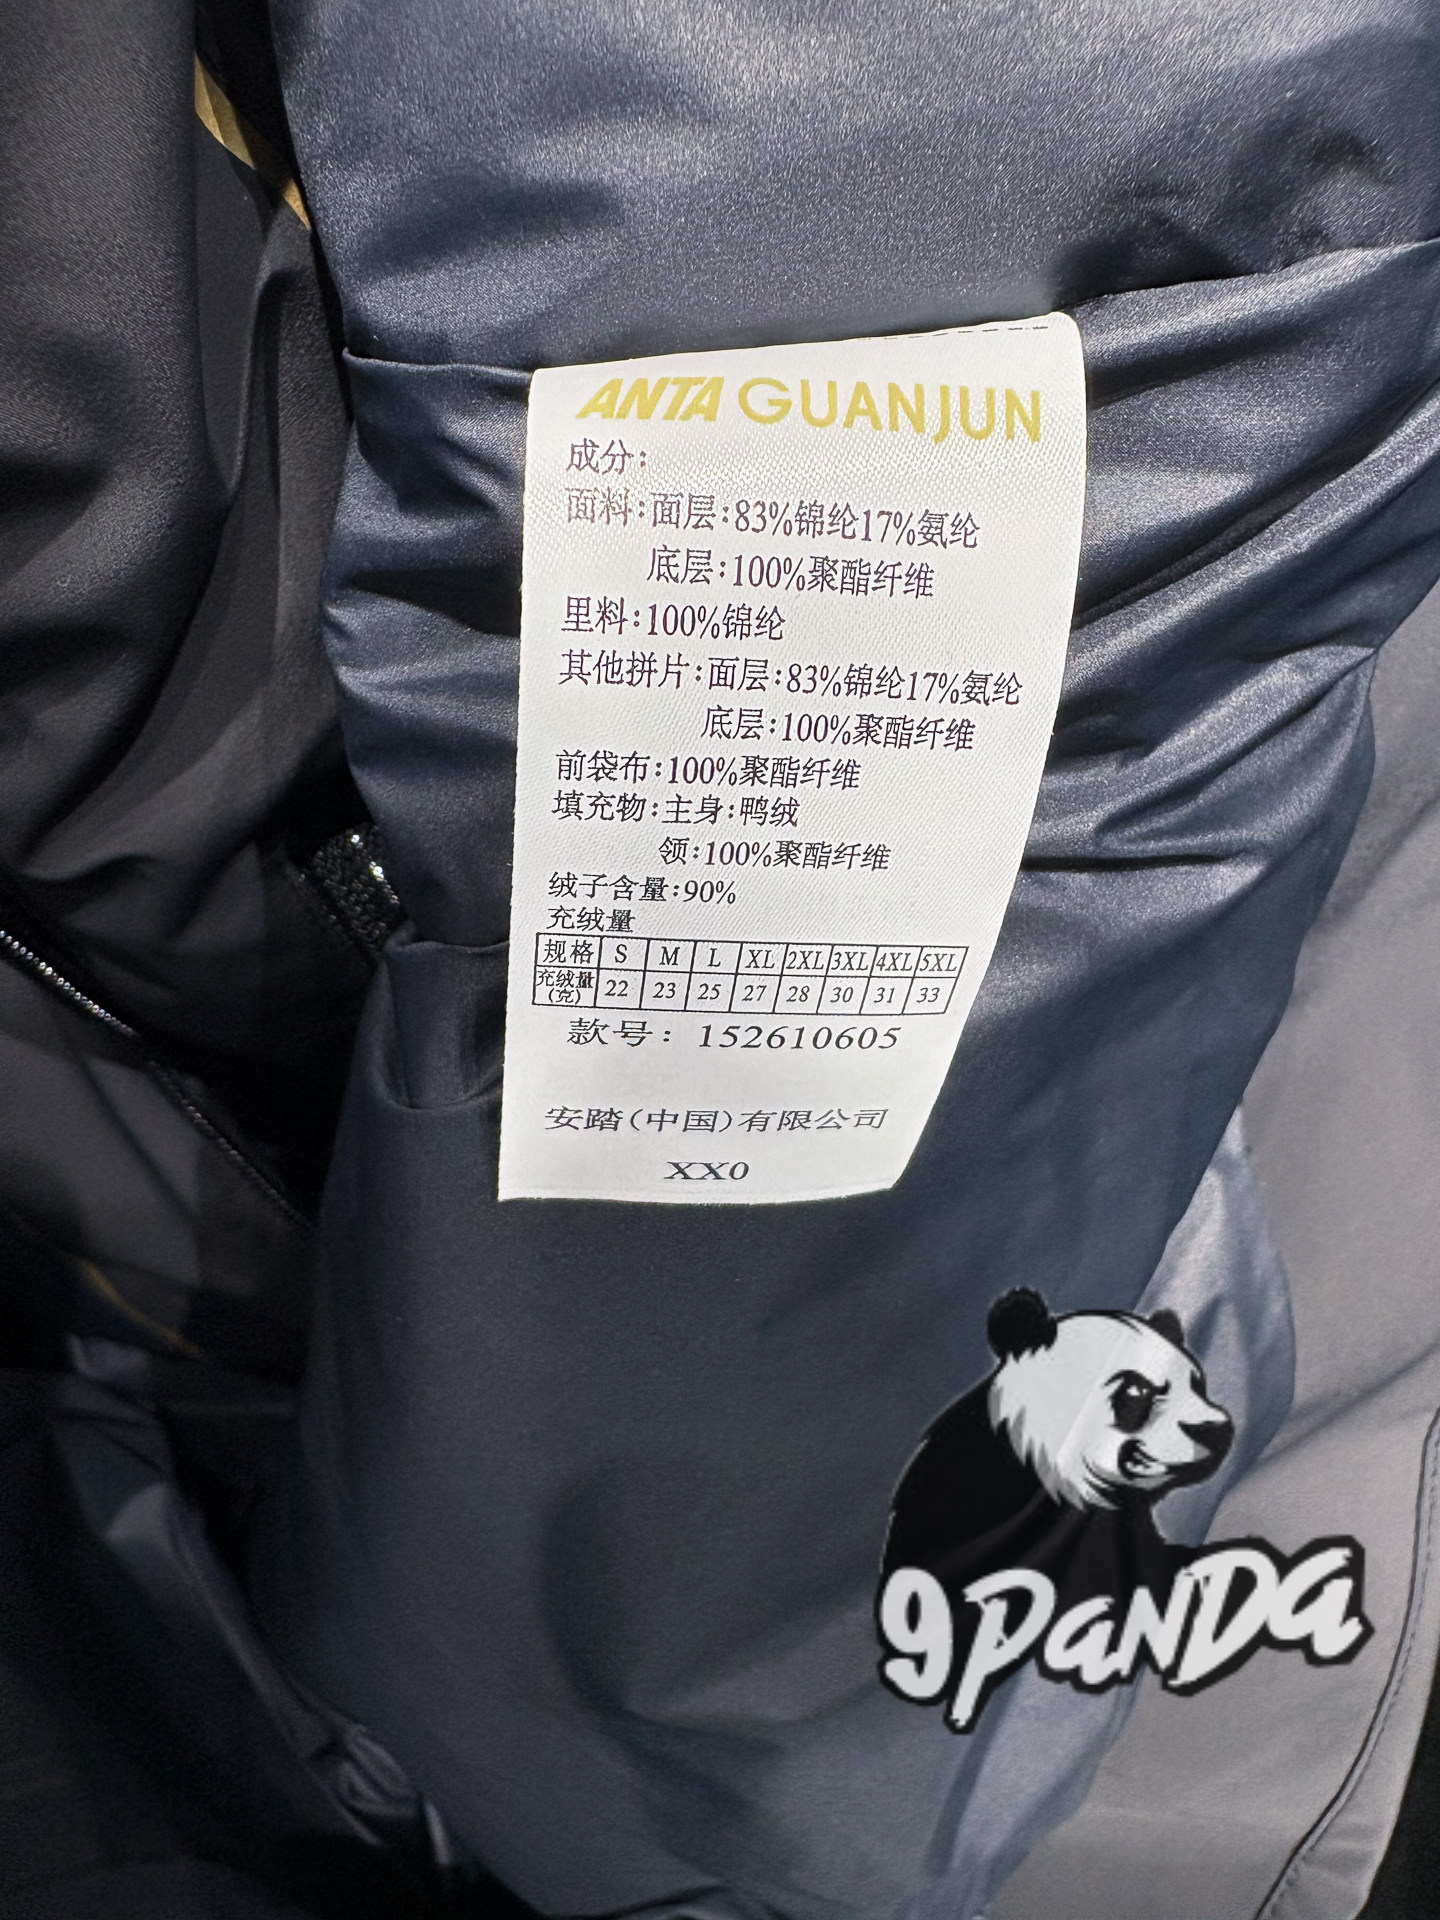 ANTA GUANJUN
成分:
面料:面层:83%锦纶17%氨纶
底层:100%聚酯纤维
里料:100%锦纶
其他拼片:面层:83%锦纶17%氨纶
底层:100%聚酯纤维
前袋布:100%聚酯纤维
填充物:主身:鸭绒
领:100%聚酯纤维
绒子含量:90%
充绒量
规格 S M L XL 2XL 3XL 4XL 5XL
充绒量(克) 22 23 25 27 28 30 31 33
款号: 152610605
安踏(中国)有限公司
XX0
9PANDA